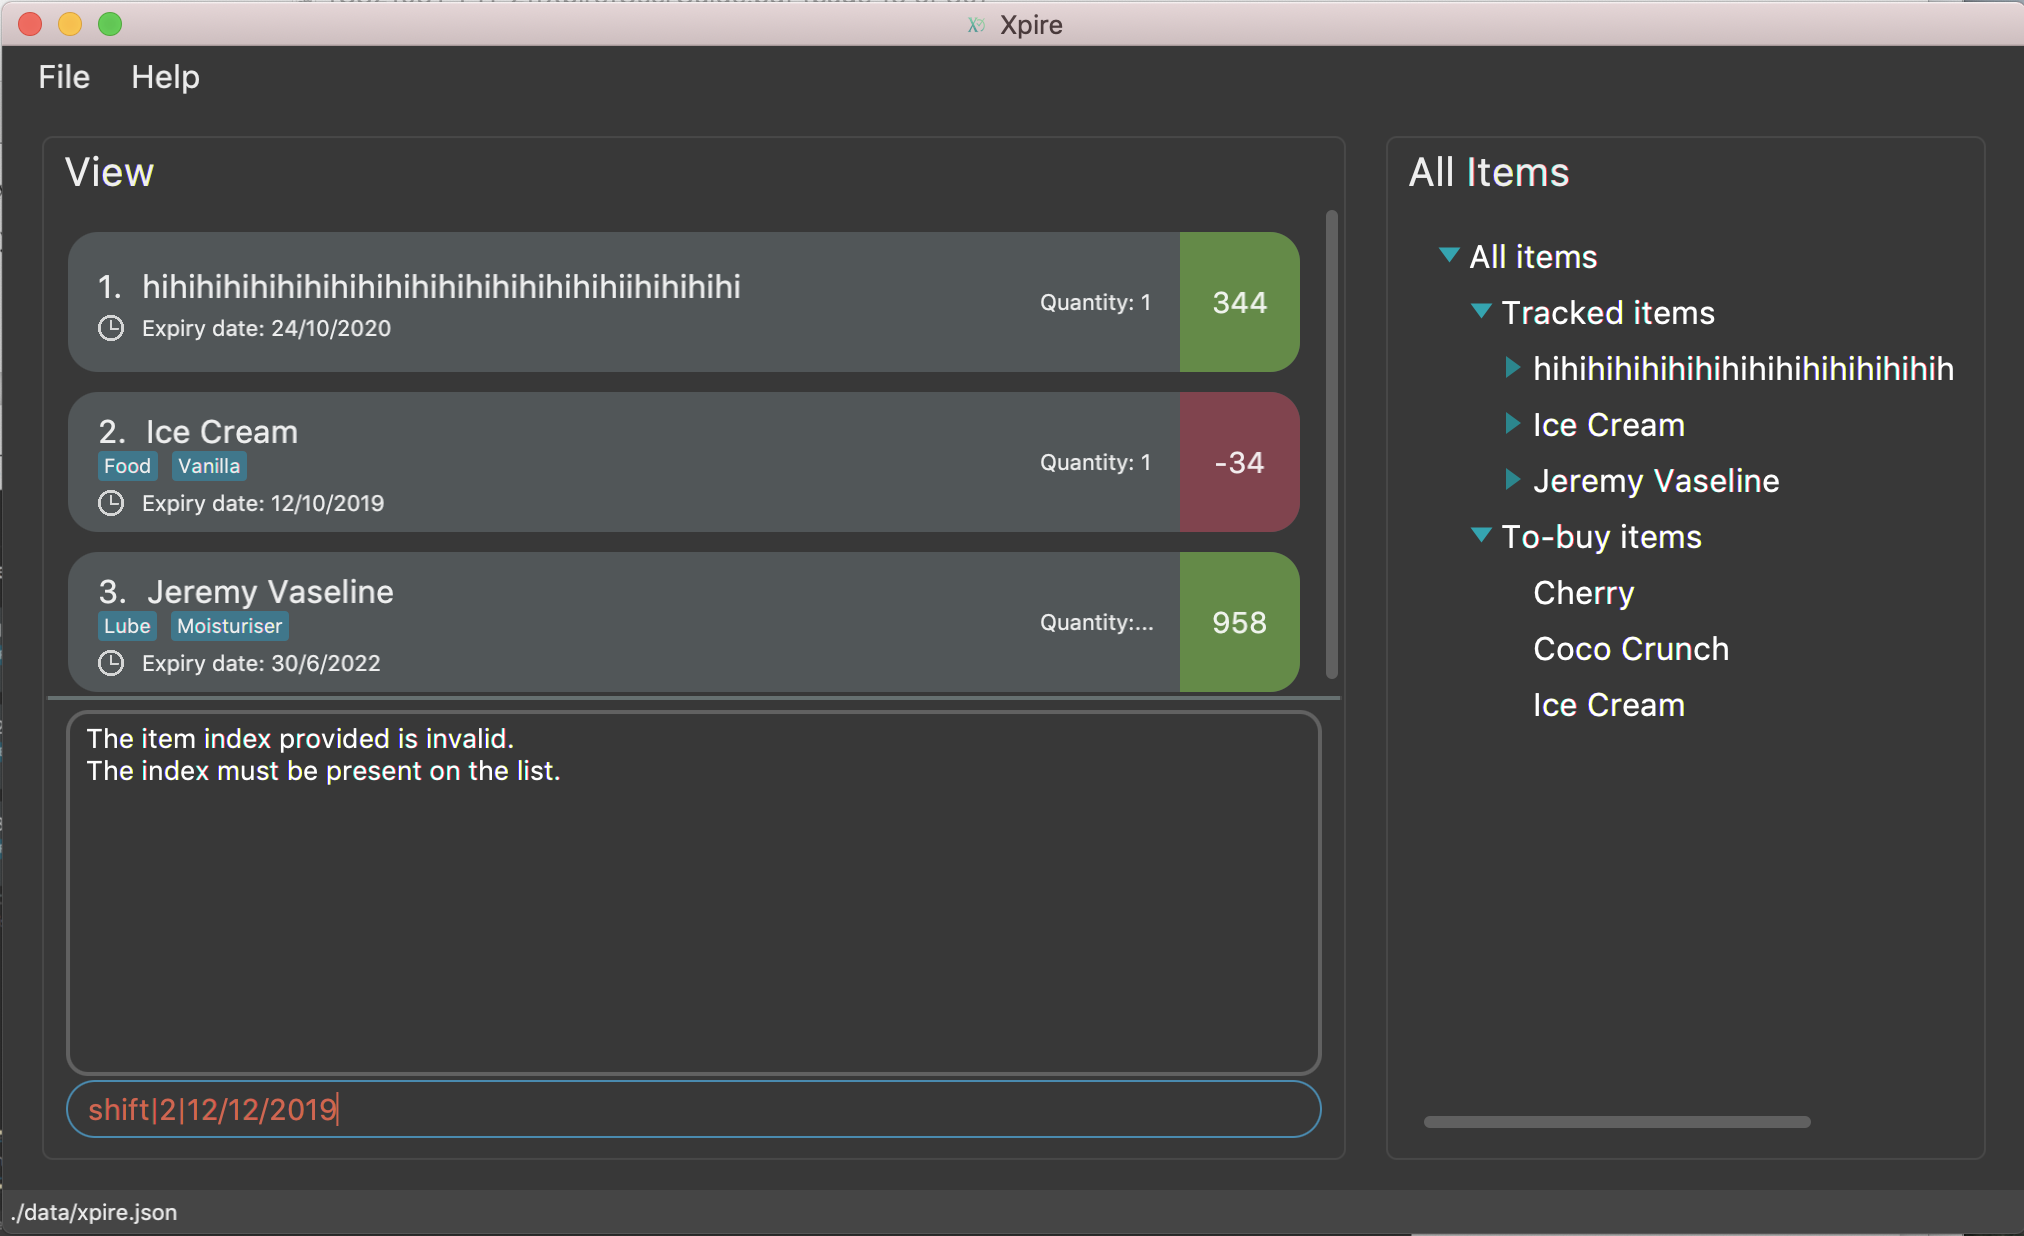 Xpire
File Help
View
1. hihihihihihihihihihihihihihihihihihiihihihihi
Expiry date: 24/10/2020
Quantity: 1
344
2. Ice Cream
Food Vanilla
Expiry date: 12/10/2019
Quantity: 1
-34
3. Jeremy Vaseline
Lube Moisturiser
Expiry date: 30/6/2022
Quantity:...
958
The item index provided is invalid.
The index must be present on the list.
shift|2|12/12/2019
All Items
All items
Tracked items
hihihihihihihihihihihihihihihih
Ice Cream
Jeremy Vaseline
To-buy items
Cherry
Coco Crunch
Ice Cream
./data/xpire.json